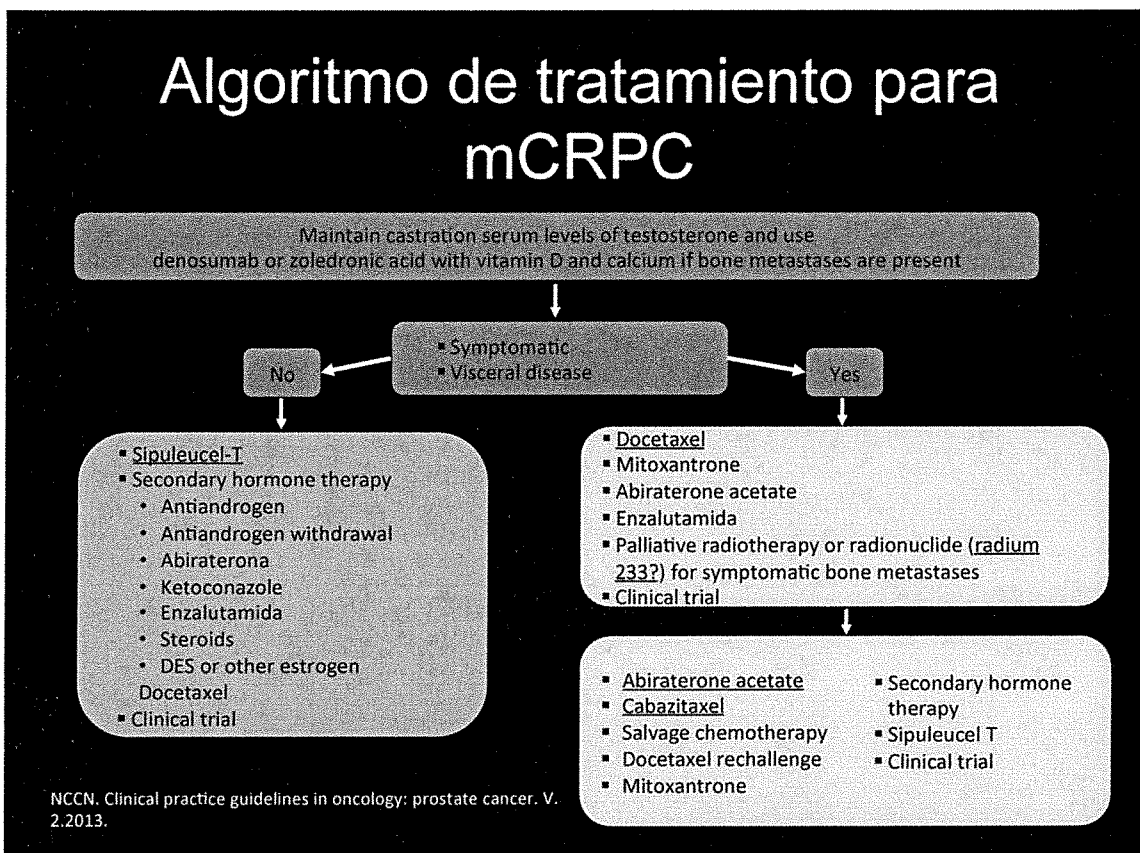 Algoritmo de tratamiento para
mCRPC
Maintain castration serum levels of testosterone and use
denosumab or zoledronic acid with vitamin D and calcium if bone metastases are present
▪ Symptomatic
▪ Visceral disease
No
Yes
▪ Sipuleucel-T
▪ Secondary hormone therapy
• Antiandrogen
• Antiandrogen withdrawal
• Abiraterona
• Ketoconazole
• Enzalutamida
• Steroids
• DES or other estrogen
Docetaxel
▪ Clinical trial
▪ Docetaxel
▪ Mitoxantrone
▪ Abiraterone acetate
▪ Enzalutamida
▪ Palliative radiotherapy or radionuclide (radium
233?) for symptomatic bone metastases
▪ Clinical trial
▪ Abiraterone acetate
▪ Cabazitaxel
▪ Salvage chemotherapy
▪ Docetaxel rechallenge
▪ Mitoxantrone
▪ Secondary hormone
therapy
▪ Sipuleucel T
▪ Clinical trial
NCCN. Clinical practice guidelines in oncology: prostate cancer. V.
2.2013.